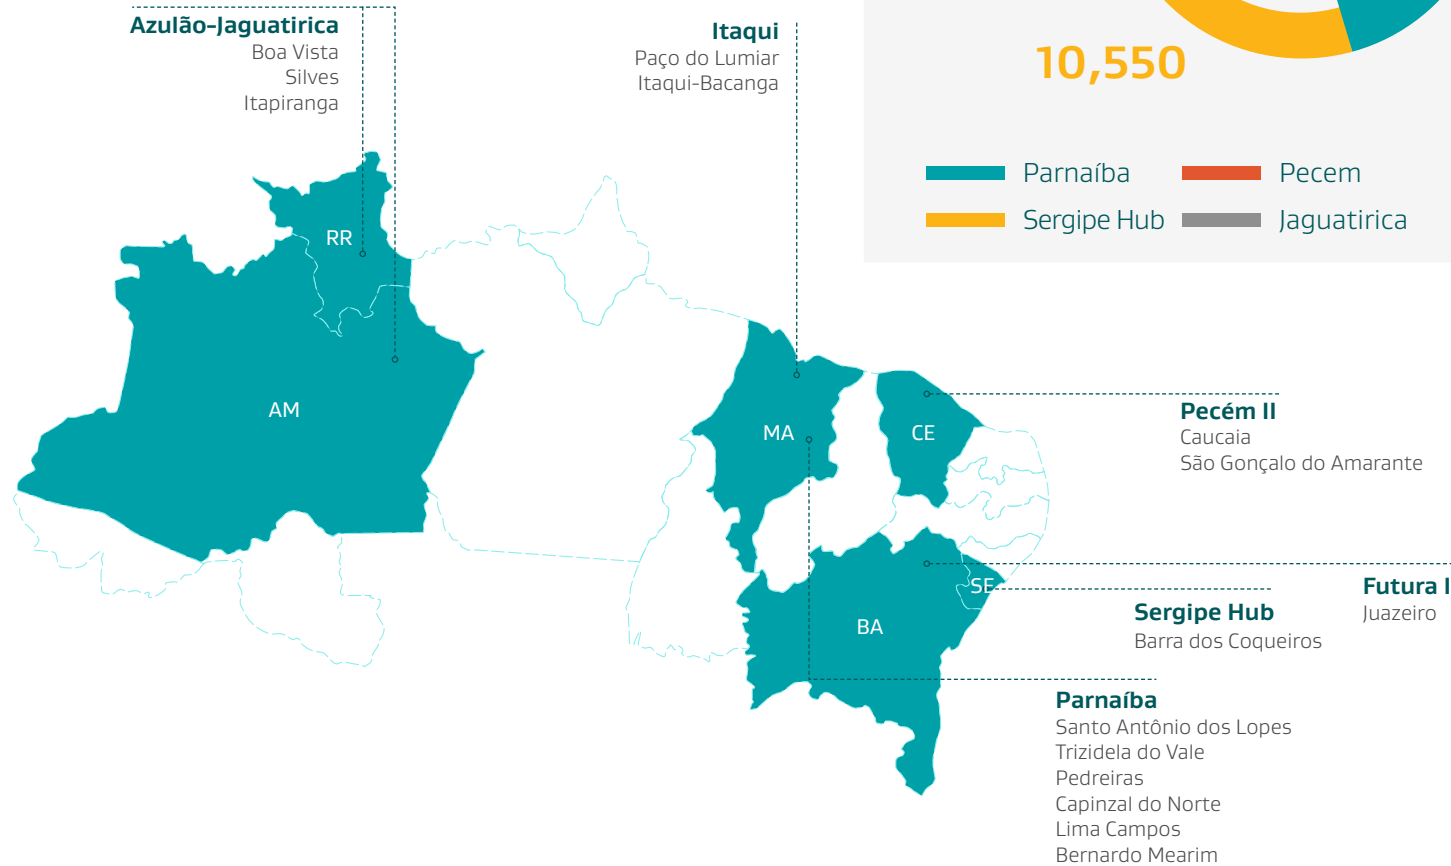 Azulão-Jaguatirica
Boa Vista
Silves
Itapiranga
Itaqui
Paço do Lumiar
Itaqui-Bacanga
10,550
Parnaíba
Pecem
Sergipe Hub
Jaguatirica
RR
AM
MA
CE
Pecém II
Caucaia
São Gonçalo do Amarante
SE
BA
Futura I
Juazeiro
Sergipe Hub
Barra dos Coqueiros
Parnaíba
Santo Antônio dos Lopes
Trizidela do Vale
Pedreiras
Capinzal do Norte
Lima Campos
Bernardo Mearim